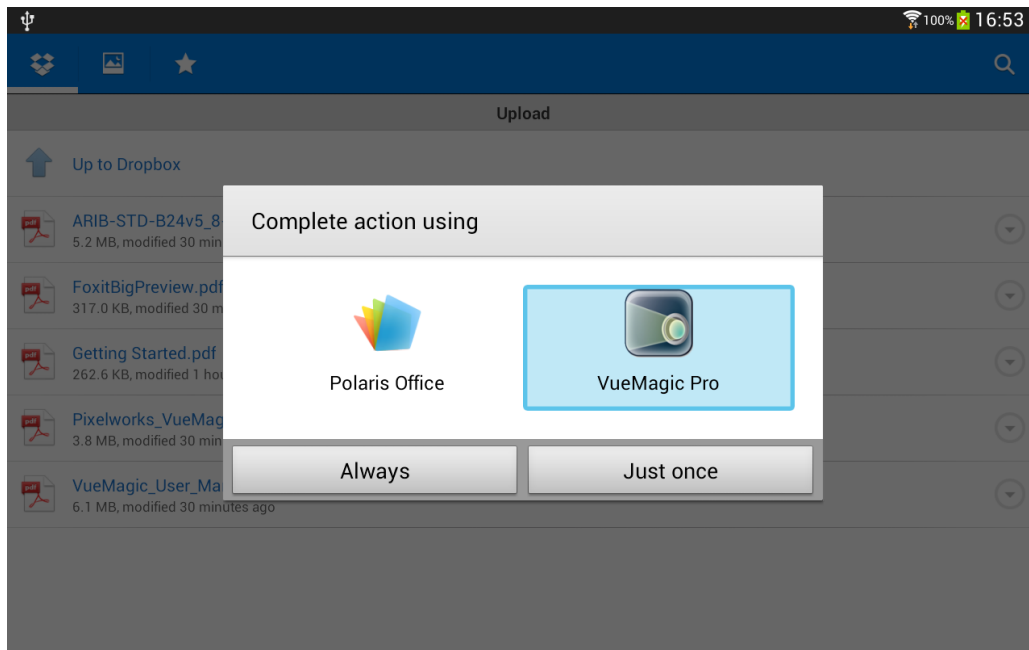 100% 16:53
Upload
Up to Dropbox
ARIB-STD-B24v5_8
5.2 MB, modified 30 min
FoxitBigPreview.pdf
317.0 KB, modified 30 m
Getting Started.pdf
262.6 KB, modified 1 hou
Pixelworks_VueMag
3.8 MB, modified 30 min
VueMagic_User_Ma
6.1 MB, modified 30 minutes ago
Complete action using
Polaris Office
VueMagic Pro
Always
Just once